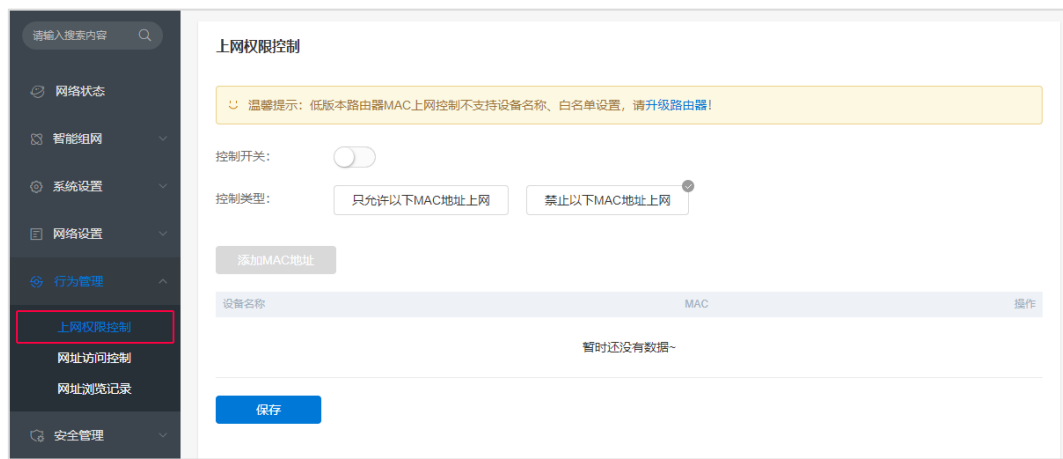 请输入搜索内容
网络状态
智能组网
系统设置
网络设置
行为管理
上网权限控制
网址访问控制
网址浏览记录
安全管理
上网权限控制
温馨提示：低版本路由器MAC上网控制不支持设备名称、白名单设置，请升级路由器！
控制开关：
控制类型： 只允许以下MAC地址上网 禁止以下MAC地址上网
添加MAC地址
设备名称 MAC 操作
暂时还没有数据~
保存